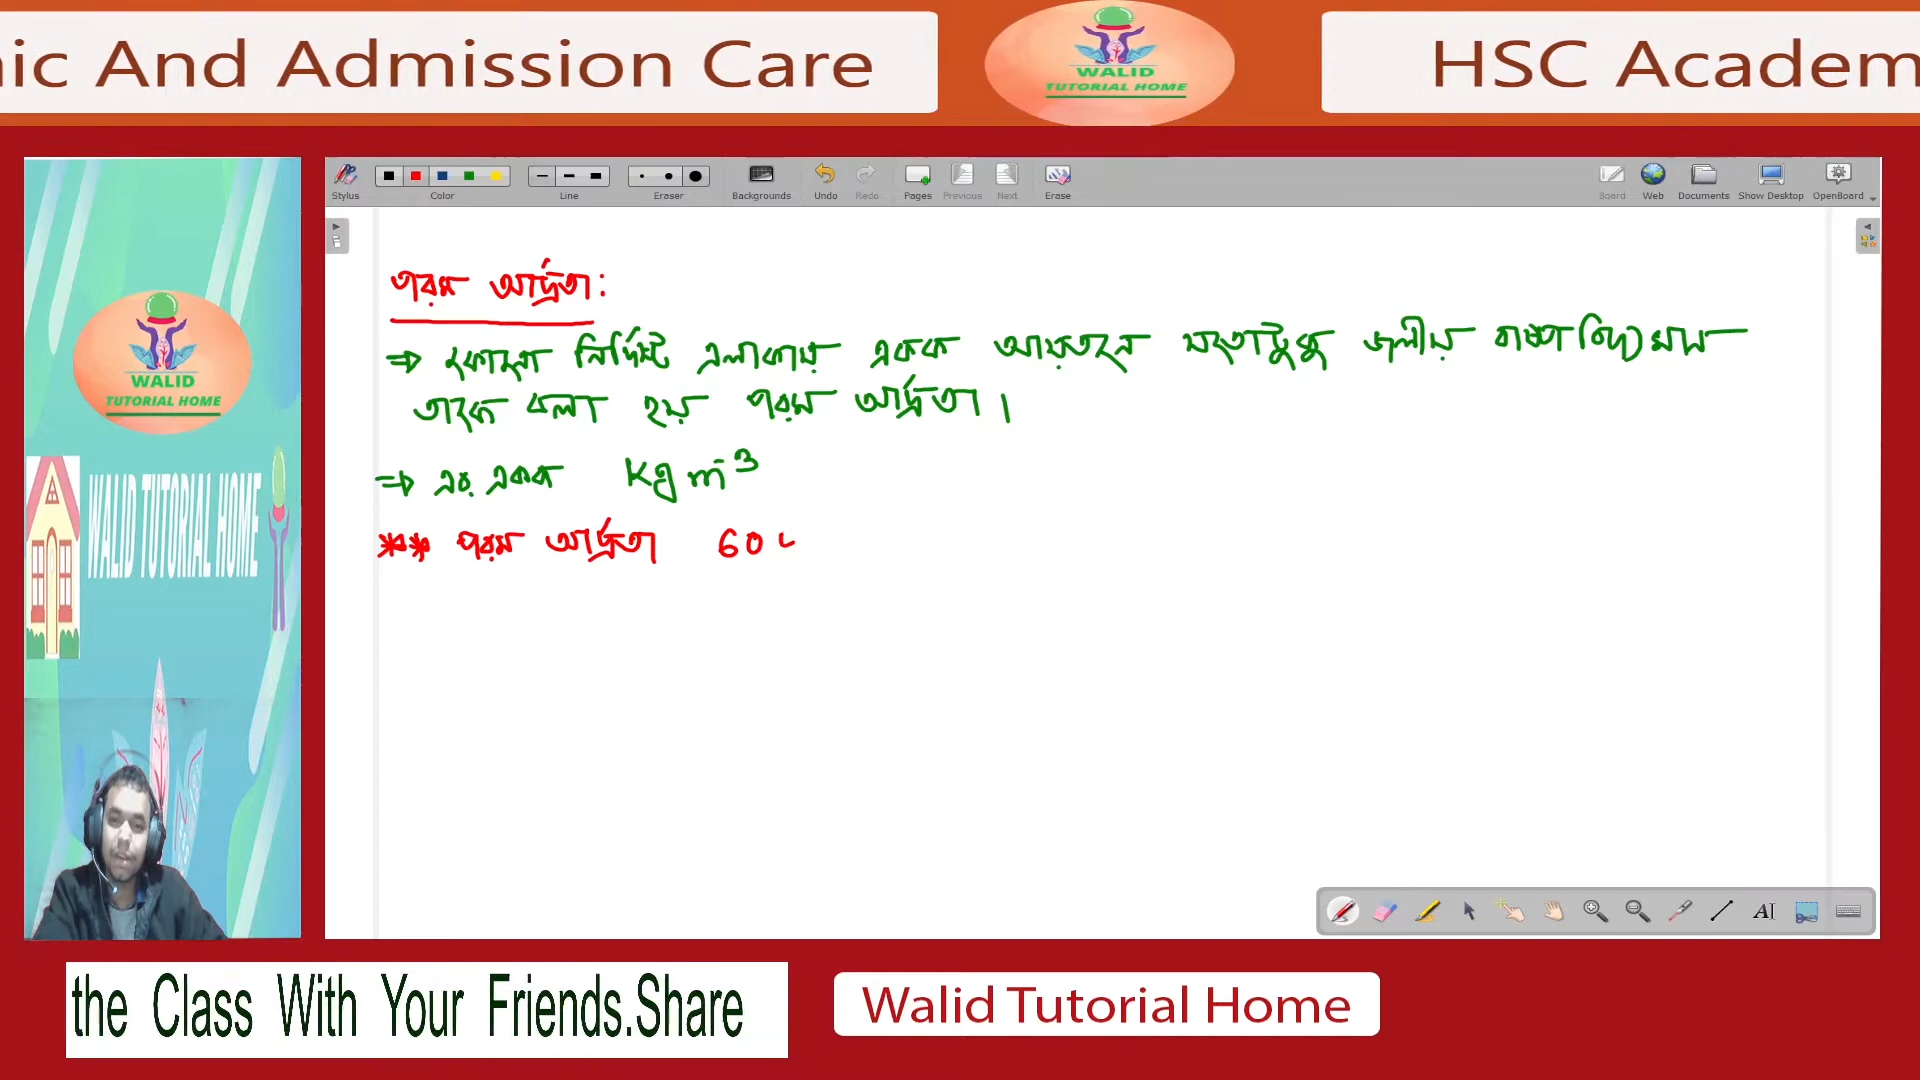 nic And Admission Care
WALID
TUTORIAL HOME
HSC Academ
Stylus
Color
Line
Eraser
Backgrounds
Undo
Redo
Pages
Previous
Next
Erase
Board
Web
Documents
Show Desktop
OpenBoard
পরম আর্দ্রতা:
⇒ কোনো নির্দিষ্ট এলাকায় একক আয়তনে যতোটুকু জলীয় বাষ্প বিদ্যমান
তাকে বলা হয় পরম আর্দ্রতা।
⇒ এর একক Kg m⁻³
*** পরম আর্দ্রতা 60
WALID
TUTORIAL HOME
WALID TUTORIAL HOME
AI
the Class With Your Friends.Share
Walid Tutorial Home